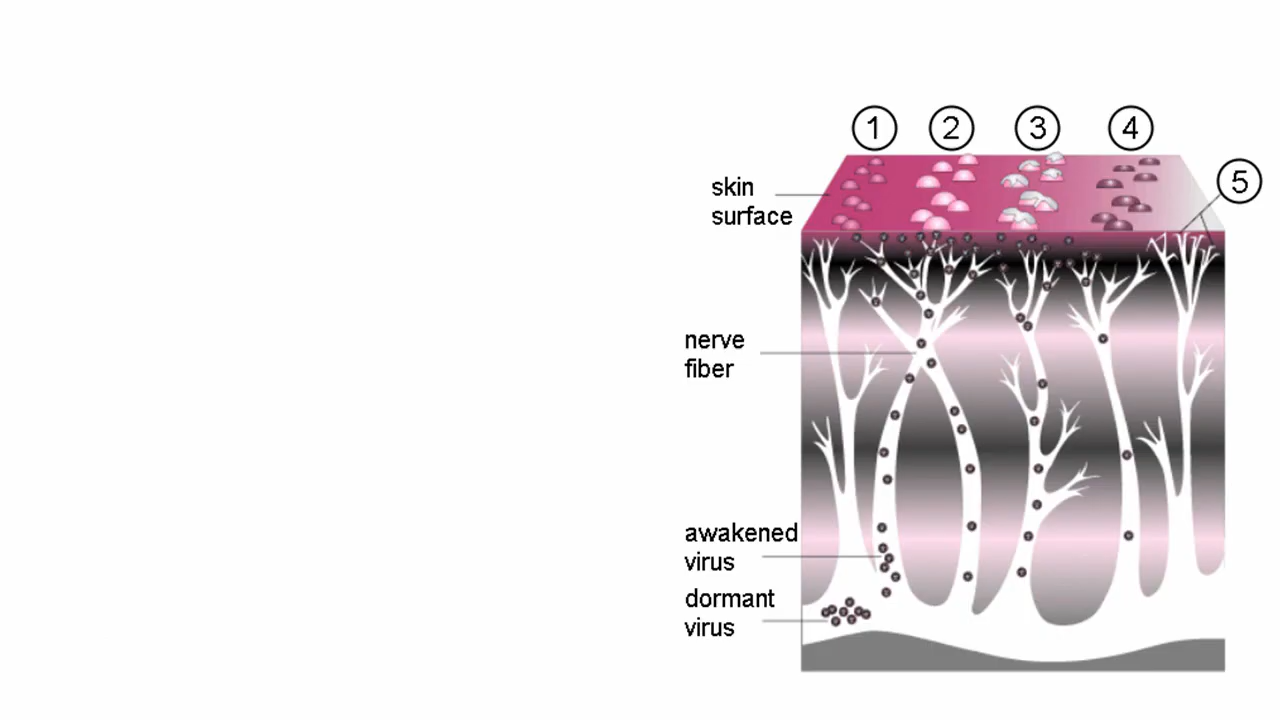 1 2 3 4
5
skin
surface
nerve
fiber
awakened
virus
dormant
virus